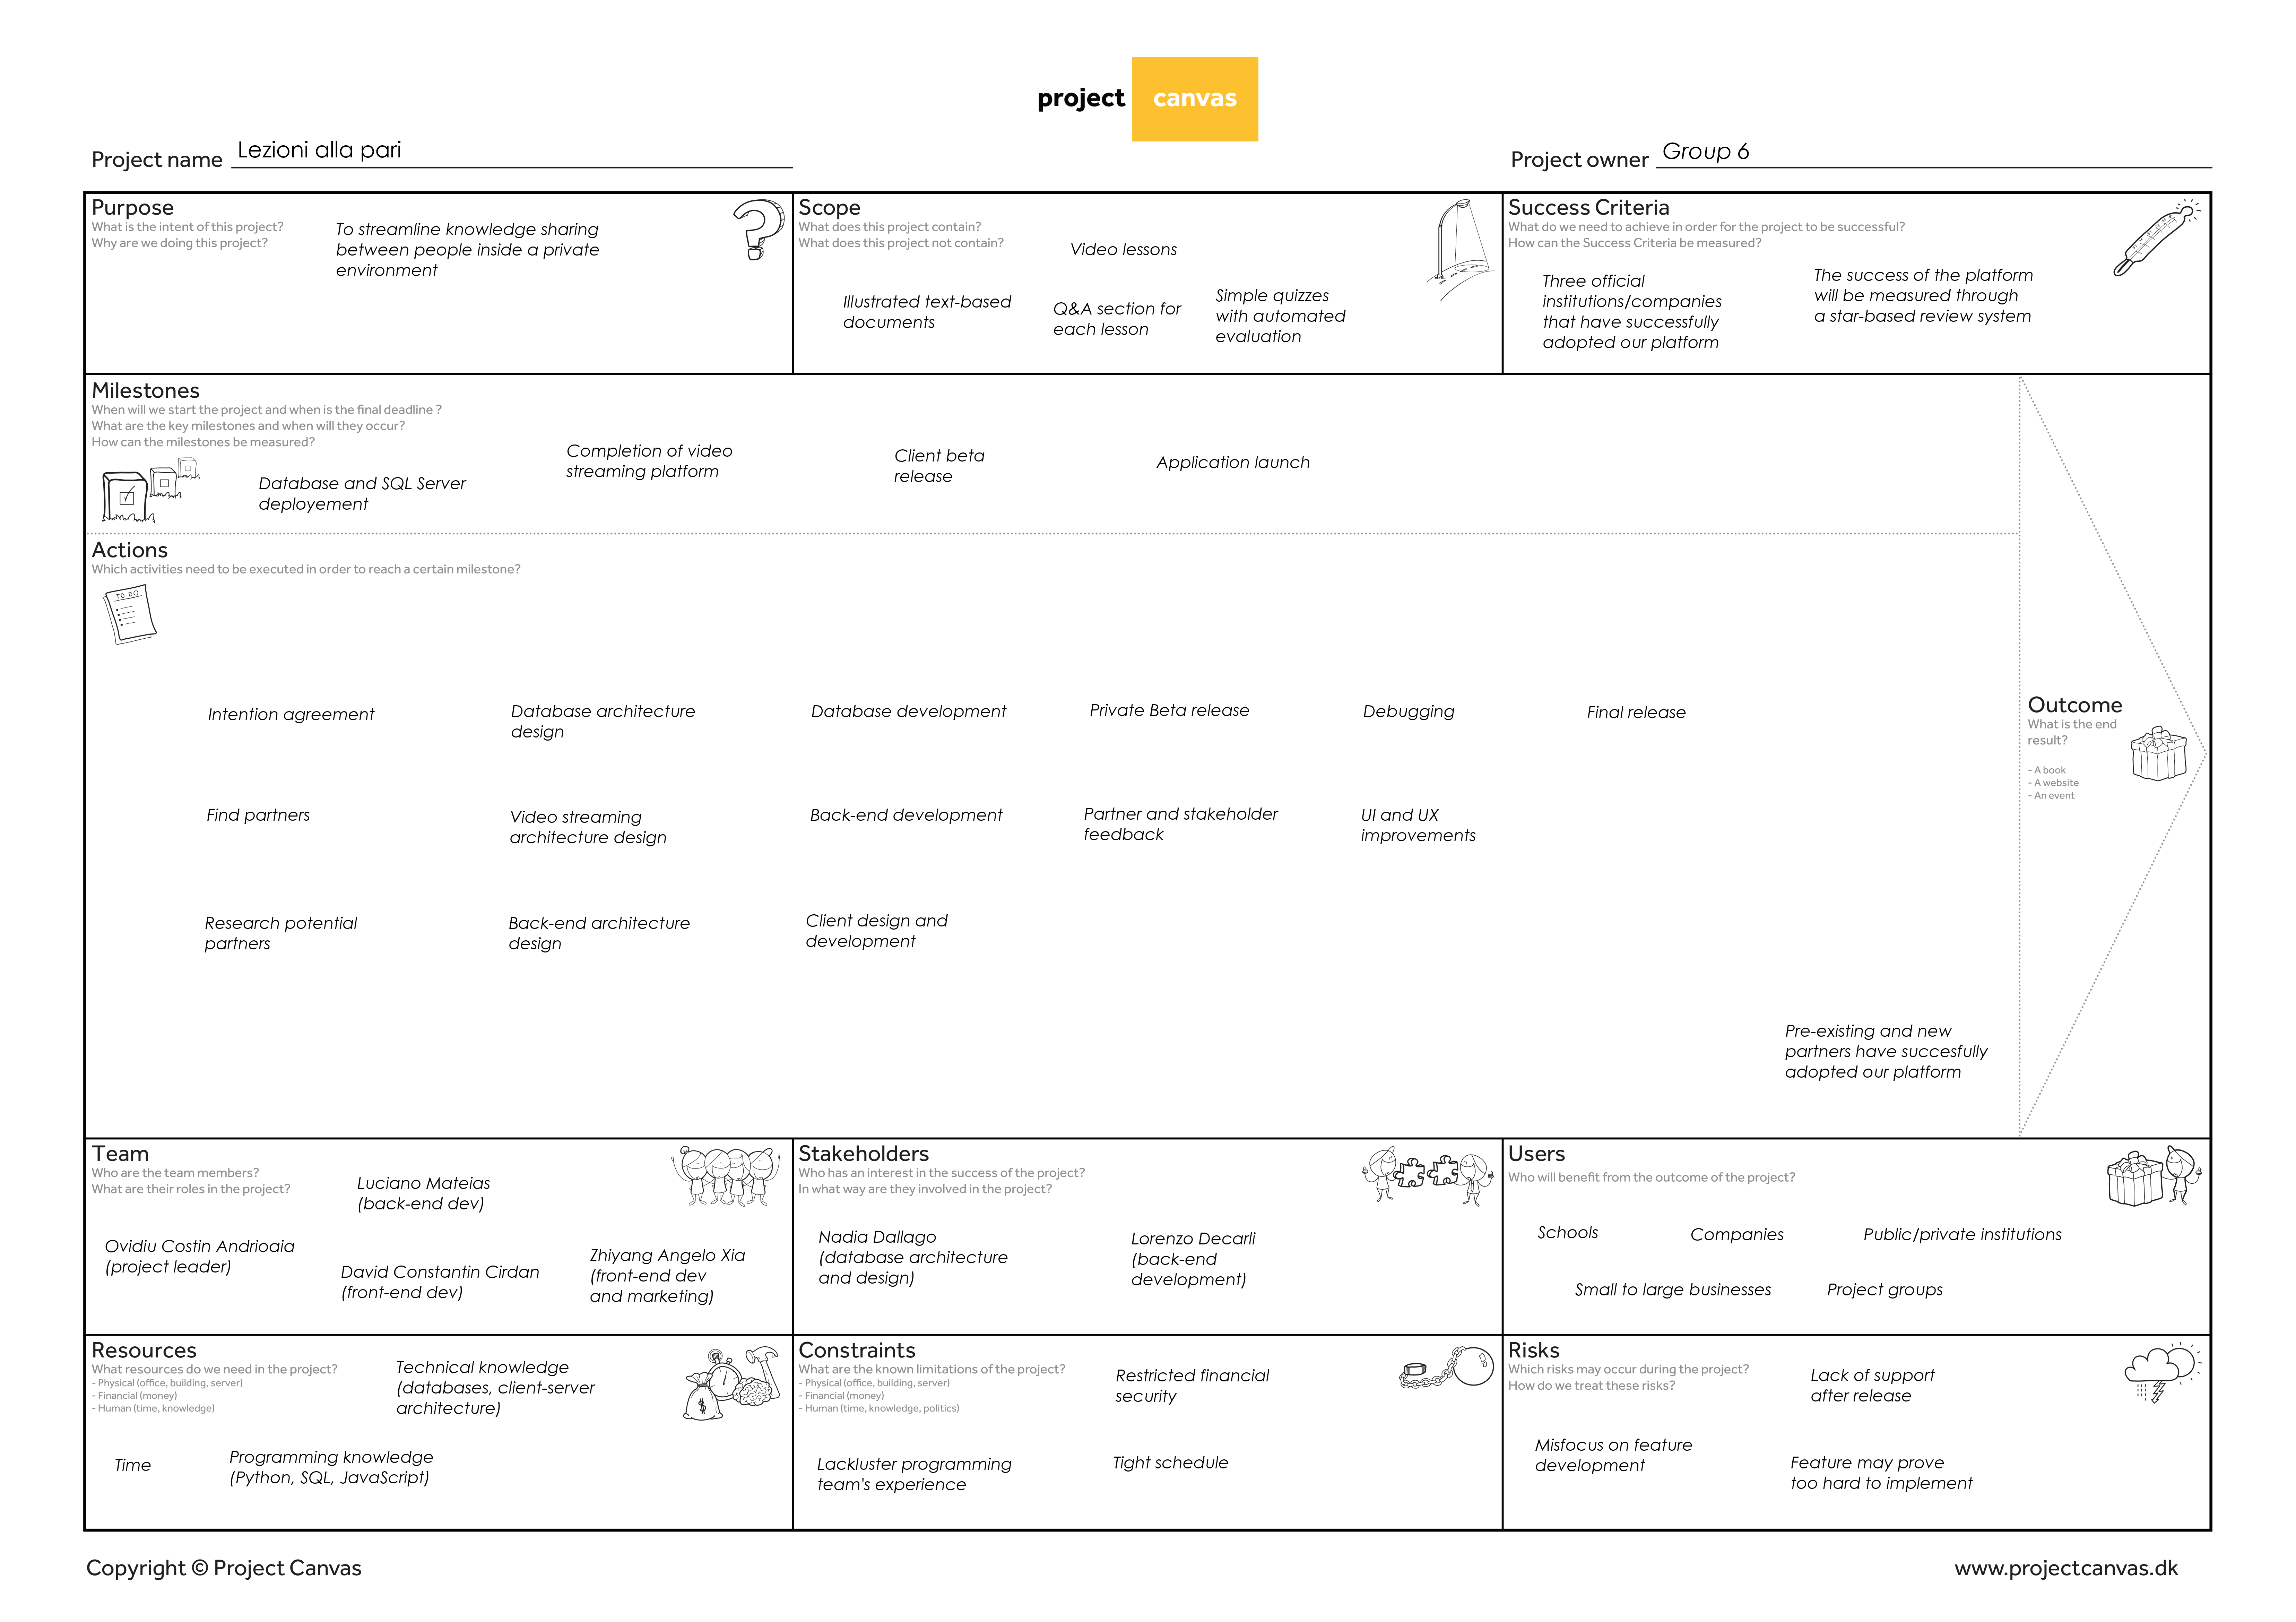 project canvas
Project name Lezioni alla pari
Project owner Group 6
Purpose
What is the intent of this project?
Why are we doing this project?
To streamline knowledge sharing
between people inside a private
environment
Scope
What does this project contain?
What does this project not contain?
Video lessons
Illustrated text-based
documents
Q&A section for
each lesson
Simple quizzes
with automated
evaluation
Success Criteria
What do we need to achieve in order for the project to be successful?
How can the Success Criteria be measured?
Three official
institutions/companies
that have successfully
adopted our platform
The success of the platform
will be measured through
a star-based review system
Milestones
When will we start the project and when is the final deadline ?
What are the key milestones and when will they occur?
How can the milestones be measured?
Database and SQL Server
deployement
Completion of video
streaming platform
Client beta
release
Application launch
Actions
Which activities need to be executed in order to reach a certain milestone?
TO DO
Intention agreement
Database architecture
design
Database development
Private Beta release
Debugging
Final release
Find partners
Video streaming
architecture design
Back-end development
Partner and stakeholder
feedback
UI and UX
improvements
Research potential
partners
Back-end architecture
design
Client design and
development
Pre-existing and new
partners have succesfully
adopted our platform
Outcome
What is the end
result?
- A book
- A website
- An event
Team
Who are the team members?
What are their roles in the project?
Luciano Mateias
(back-end dev)
Ovidiu Costin Andrioaia
(project leader)
David Constantin Cirdan
(front-end dev)
Zhiyang Angelo Xia
(front-end dev
and marketing)
Stakeholders
Who has an interest in the success of the project?
In what way are they involved in the project?
Nadia Dallago
(database architecture
and design)
Lorenzo Decarli
(back-end
development)
Users
Who will benefit from the outcome of the project?
Schools
Companies
Public/private institutions
Small to large businesses
Project groups
Resources
What resources do we need in the project?
- Physical (office, building, server)
- Financial (money)
- Human (time, knowledge)
Technical knowledge
(databases, client-server
architecture)
Time
Programming knowledge
(Python, SQL, JavaScript)
$
Constraints
What are the known limitations of the project?
- Physical (office, building, server)
- Financial (money)
- Human (time, knowledge, politics)
Restricted financial
security
Lackluster programming
team's experience
Tight schedule
Risks
Which risks may occur during the project?
How do we treat these risks?
Lack of support
after release
Misfocus on feature
development
Feature may prove
too hard to implement
Copyright © Project Canvas
www.projectcanvas.dk